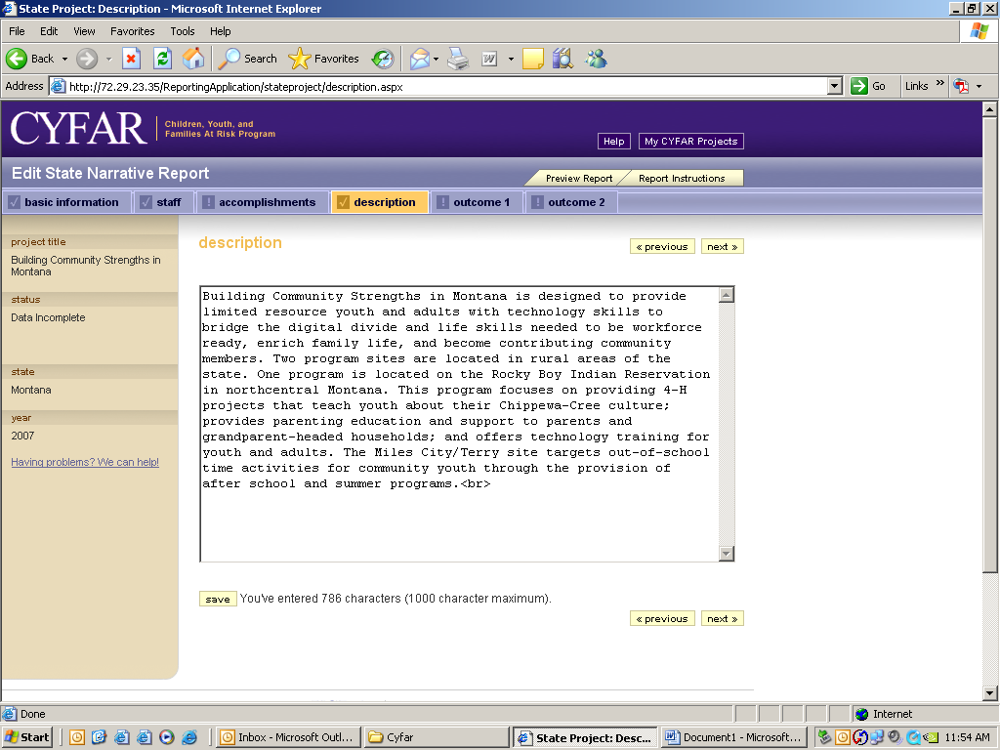 State Project: Description - Microsoft Internet Explorer
File Edit View Favorites Tools Help
Back Search Favorites
Address http://72.29.23.35/ReportingApplication/stateproject/description.aspx Go Links »
CYFAR Children, Youth, and
Families At Risk Program
Help My CYFAR Projects
Edit State Narrative Report
Preview Report Report Instructions
basic information staff accomplishments description outcome 1 outcome 2
project title
Building Community Strengths in
Montana
status
Data Incomplete
state
Montana
year
2007
Having problems? We can help!
description
« previous next »
Building Community Strengths in Montana is designed to provide
limited resource youth and adults with technology skills to
bridge the digital divide and life skills needed to be workforce
ready, enrich family life, and become contributing community
members. Two program sites are located in rural areas of the
state. One program is located on the Rocky Boy Indian Reservation
in northcentral Montana. This program focuses on providing 4-H
projects that teach youth about their Chippewa-Cree culture;
provides parenting education and support to parents and
grandparent-headed households; and offers technology training for
youth and adults. The Miles City/Terry site targets out-of-school
time activities for community youth through the provision of
after school and summer programs.<br>
save You've entered 786 characters (1000 character maximum).
« previous next »
Done Internet
Start Inbox - Microsoft Outl... Cyfar State Project: Desc... Document1 - Microsoft... 11:54 AM